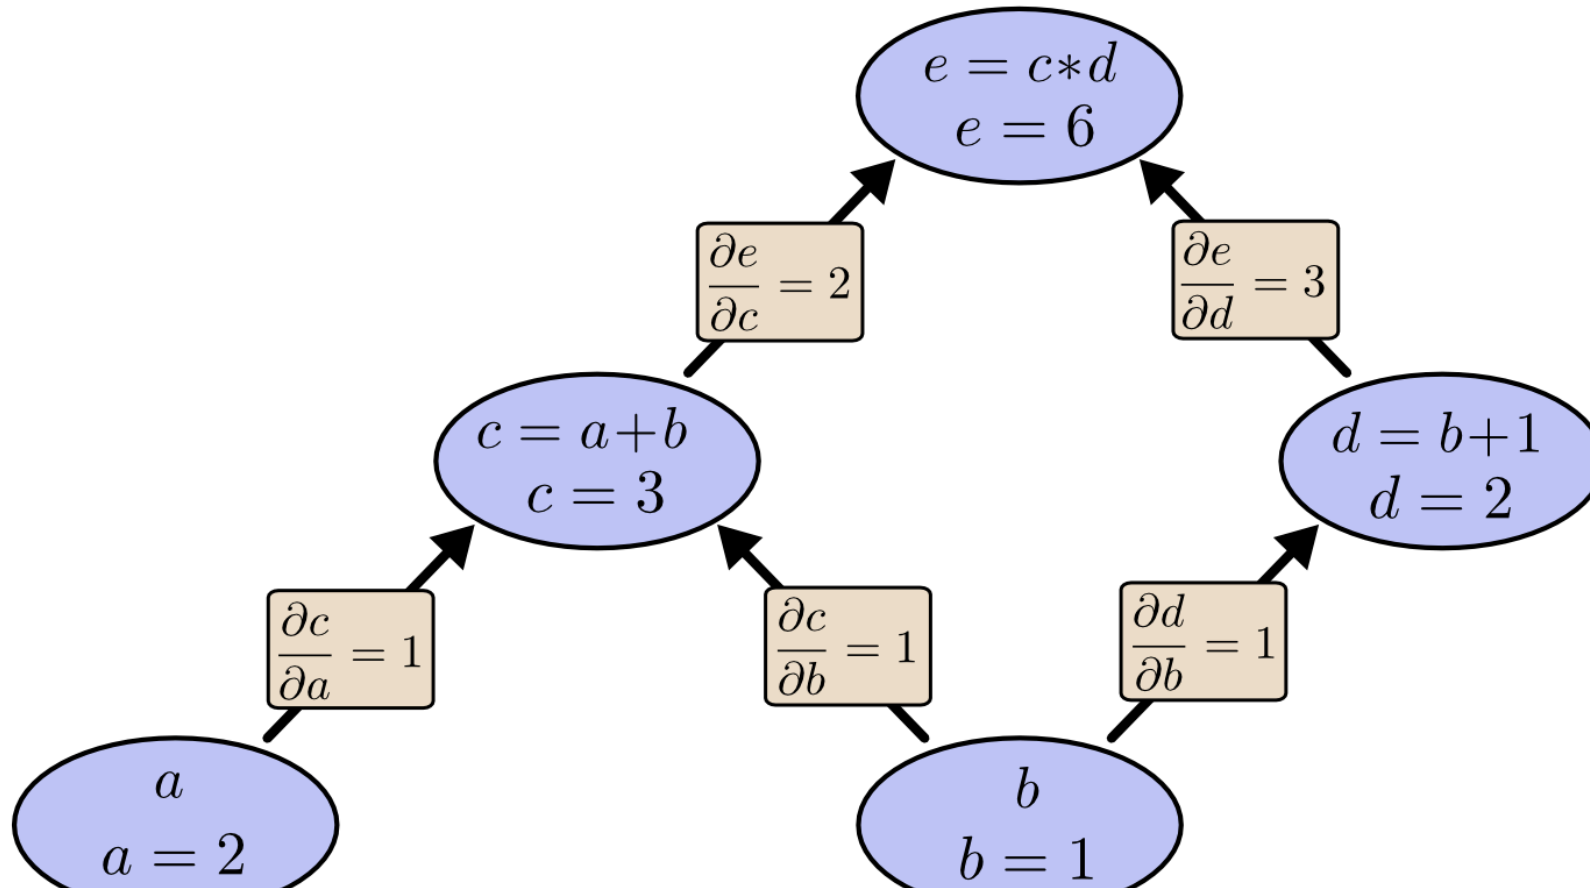 e = c*d
e = 6
∂e/∂c = 2
∂e/∂d = 3
c = a+b
c = 3
d = b+1
d = 2
∂c/∂a = 1
∂c/∂b = 1
∂d/∂b = 1
a
a = 2
b
b = 1